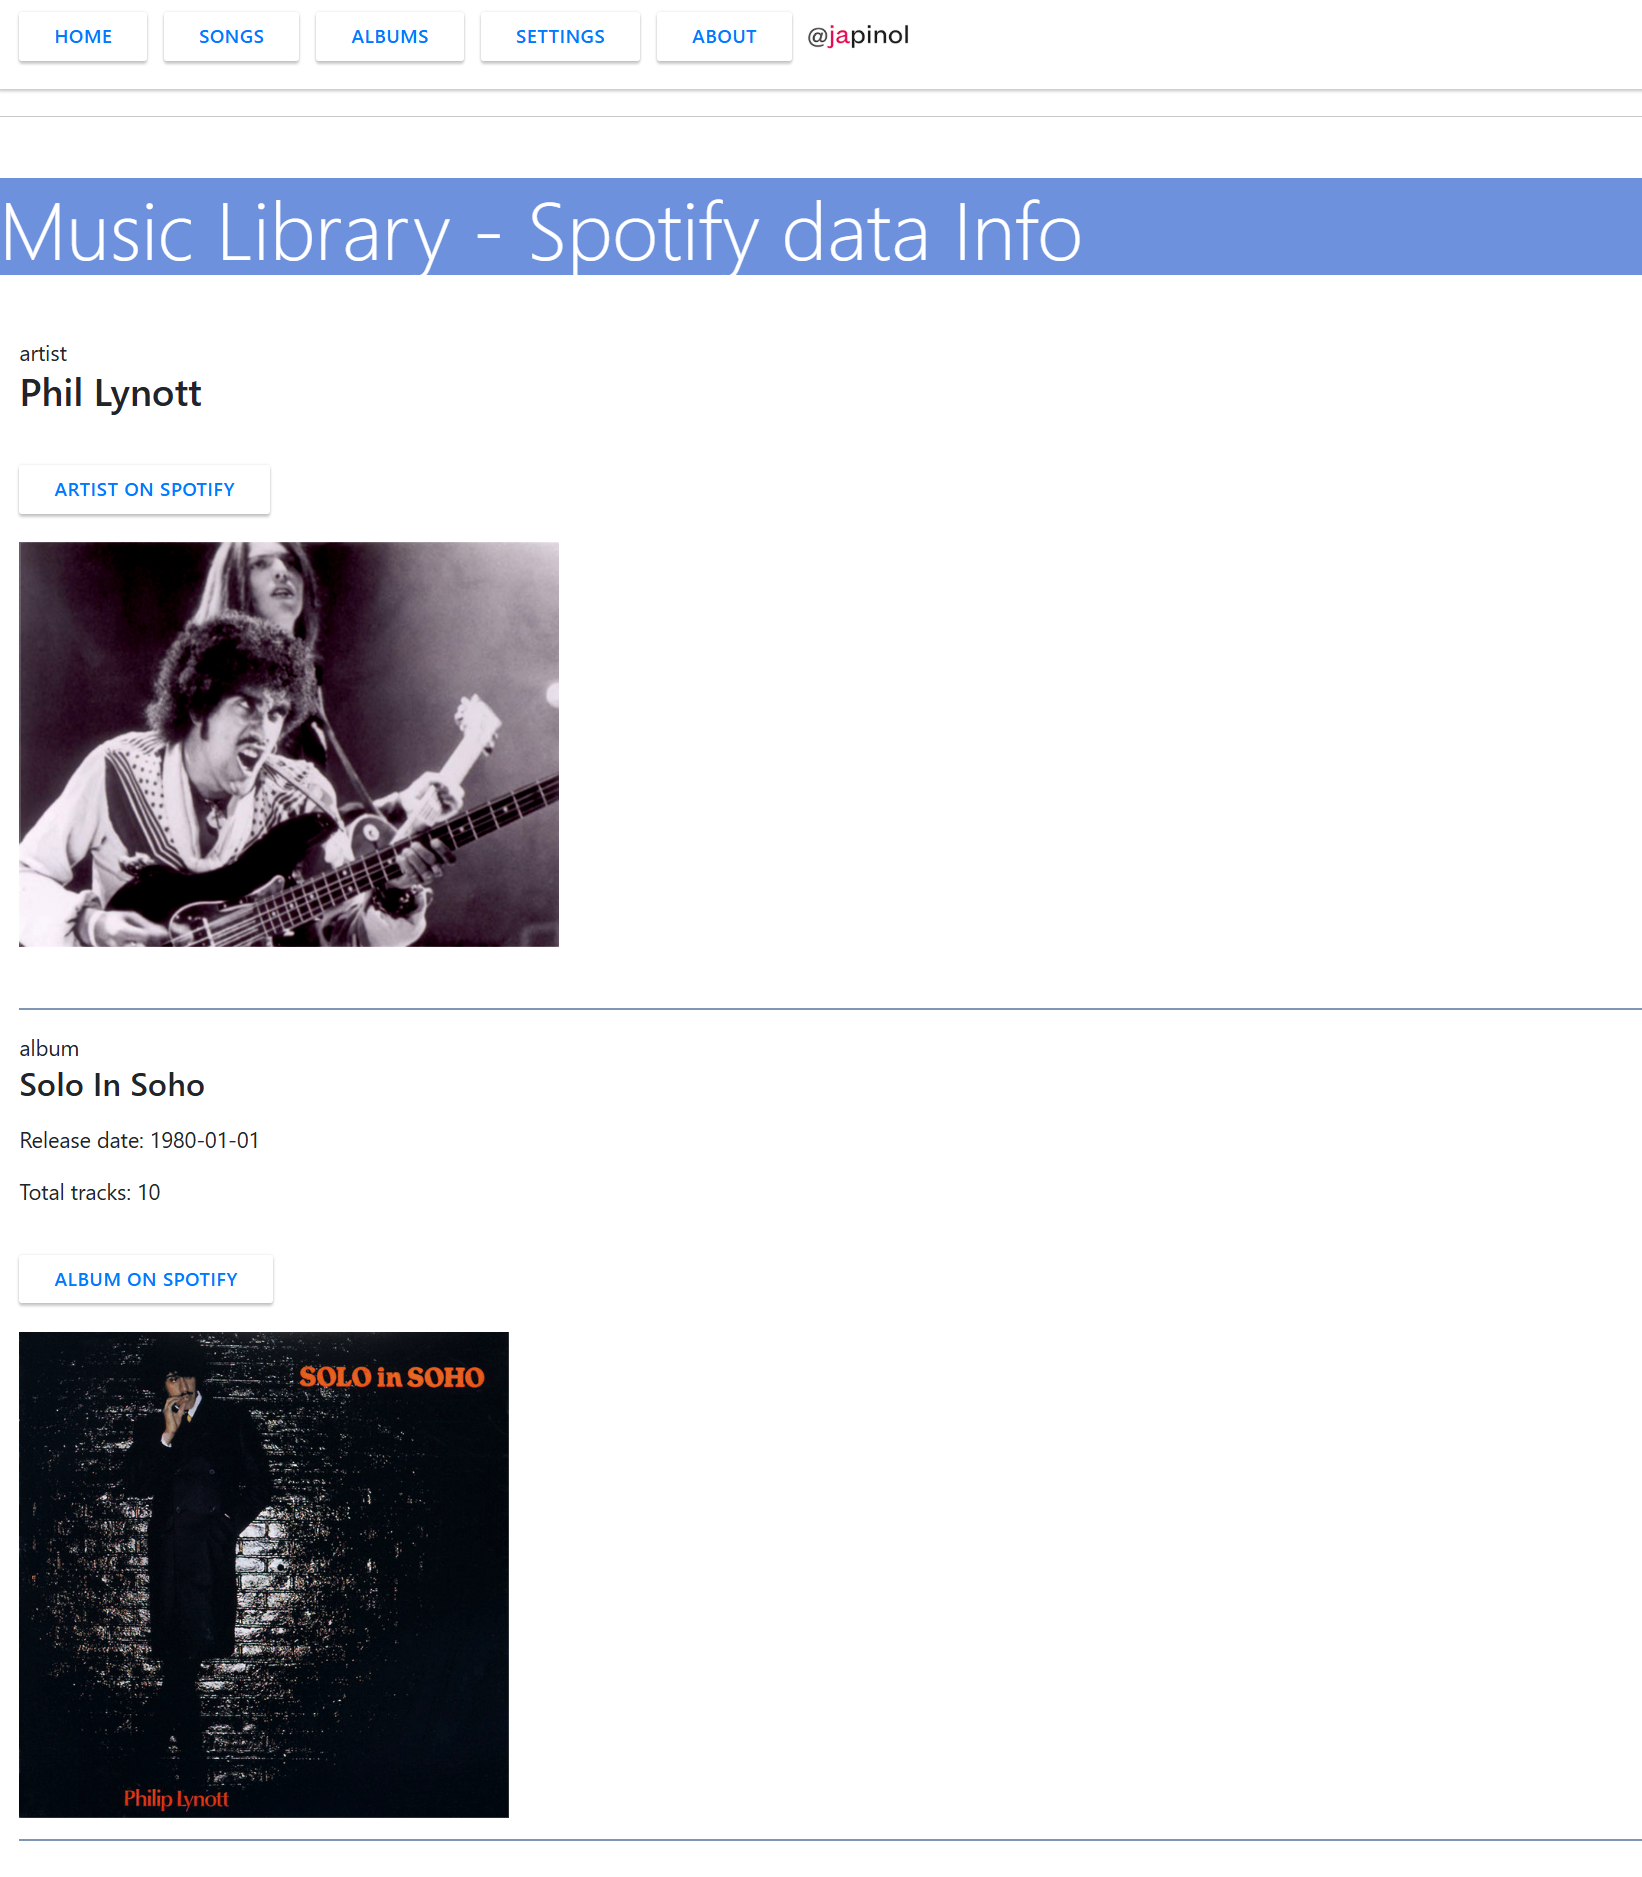 HOME SONGS ALBUMS SETTINGS ABOUT @japinol
Music Library - Spotify data Info
artist
Phil Lynott
ARTIST ON SPOTIFY
album
Solo In Soho
Release date: 1980-01-01
Total tracks: 10
ALBUM ON SPOTIFY
SOLO in SOHO
Philip Lynott